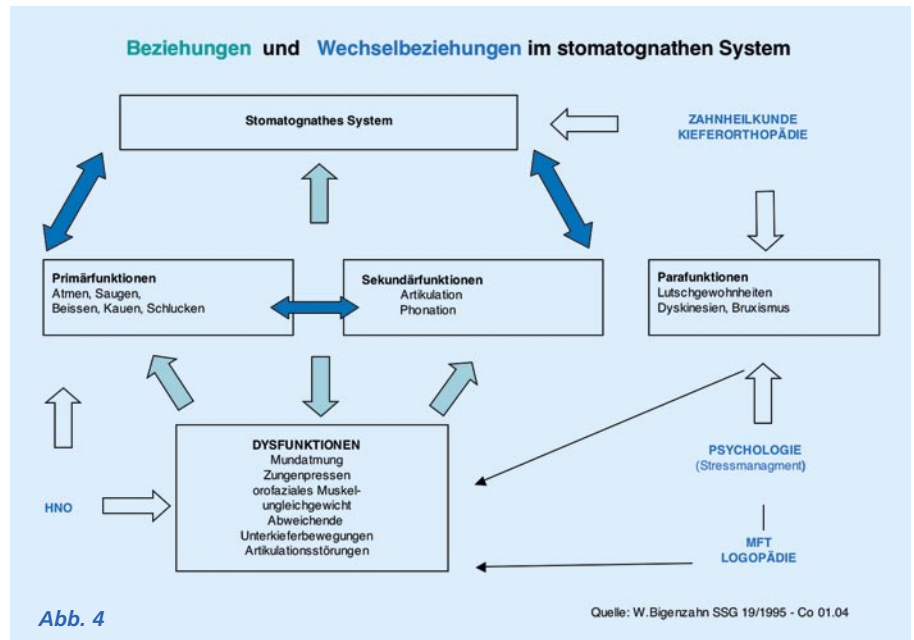 Beziehungen und Wechselbeziehungen im stomatognathen System
Stomatognathes System
ZAHNHEILKUNDE
KIEFERORTHOPÄDIE
Primärfunktionen
Atmen, Saugen,
Beissen, Kauen, Schlucken
Sekundärfunktionen
Artikulation
Phonation
Parafunktionen
Lutschgewohnheiten
Dyskinesien, Bruxismus
DYSFUNKTIONEN
Mundatmung
Zungenpressen
orofaziales Muskel-
ungleichgewicht
Abweichende
Unterkieferbewegungen
Artikulationsstörungen
HNO
PSYCHOLOGIE
(Stressmanagment)
MFT
LOGOPÄDIE
Abb. 4
Quelle: W.Bigenzahn SSG 19/1995 - Co 01.04